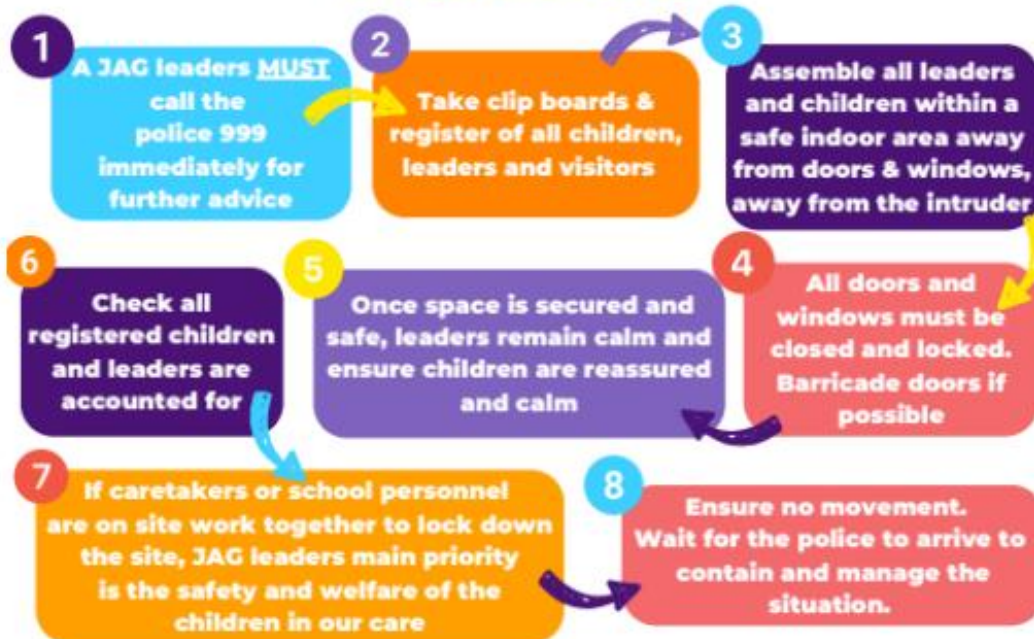 1
A JAG leaders MUST
call the
police 999
immediately for
further advice
2
Take clip boards &
register of all children,
leaders and visitors
3
Assemble all leaders
and children within a
safe indoor area away
from doors & windows,
away from the intruder
4
All doors and
windows must be
closed and locked.
Barricade doors if
possible
5
Once space is secured and
safe, leaders remain calm and
ensure children are reassured
and calm
6
Check all
registered children
and leaders are
accounted for
7
If caretakers or school personnel
are on site work together to lock down
the site, JAG leaders main priority
is the safety and welfare of the
children in our care
8
Ensure no movement.
Wait for the police to arrive to
contain and manage the
situation.